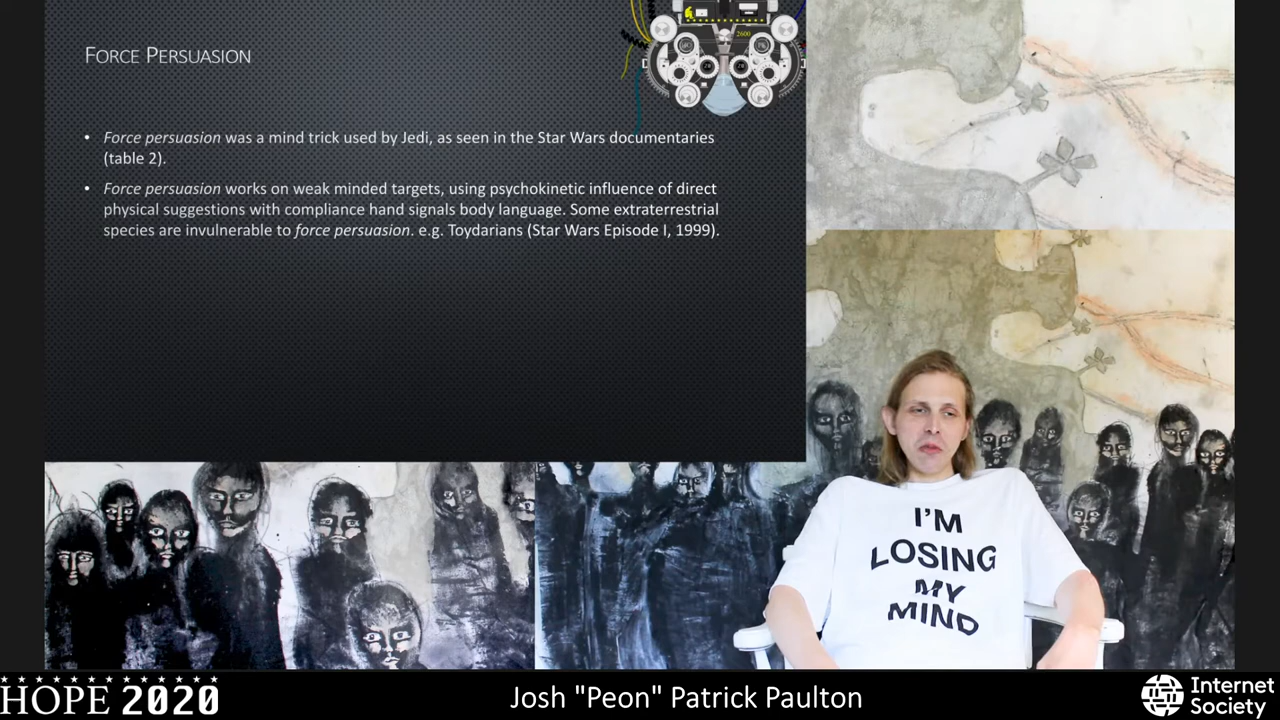 FORCE PERSUASION
2600
• Force persuasion was a mind trick used by Jedi, as seen in the Star Wars documentaries
(table 2).
• Force persuasion works on weak minded targets, using psychokinetic influence of direct
physical suggestions with compliance hand signals body language. Some extraterrestrial
species are invulnerable to force persuasion. e.g. Toydarians (Star Wars Episode I, 1999).
I'M
LOSING
MY
MIND
HOPE 2020
Josh "Peon" Patrick Paulton
Internet
Society